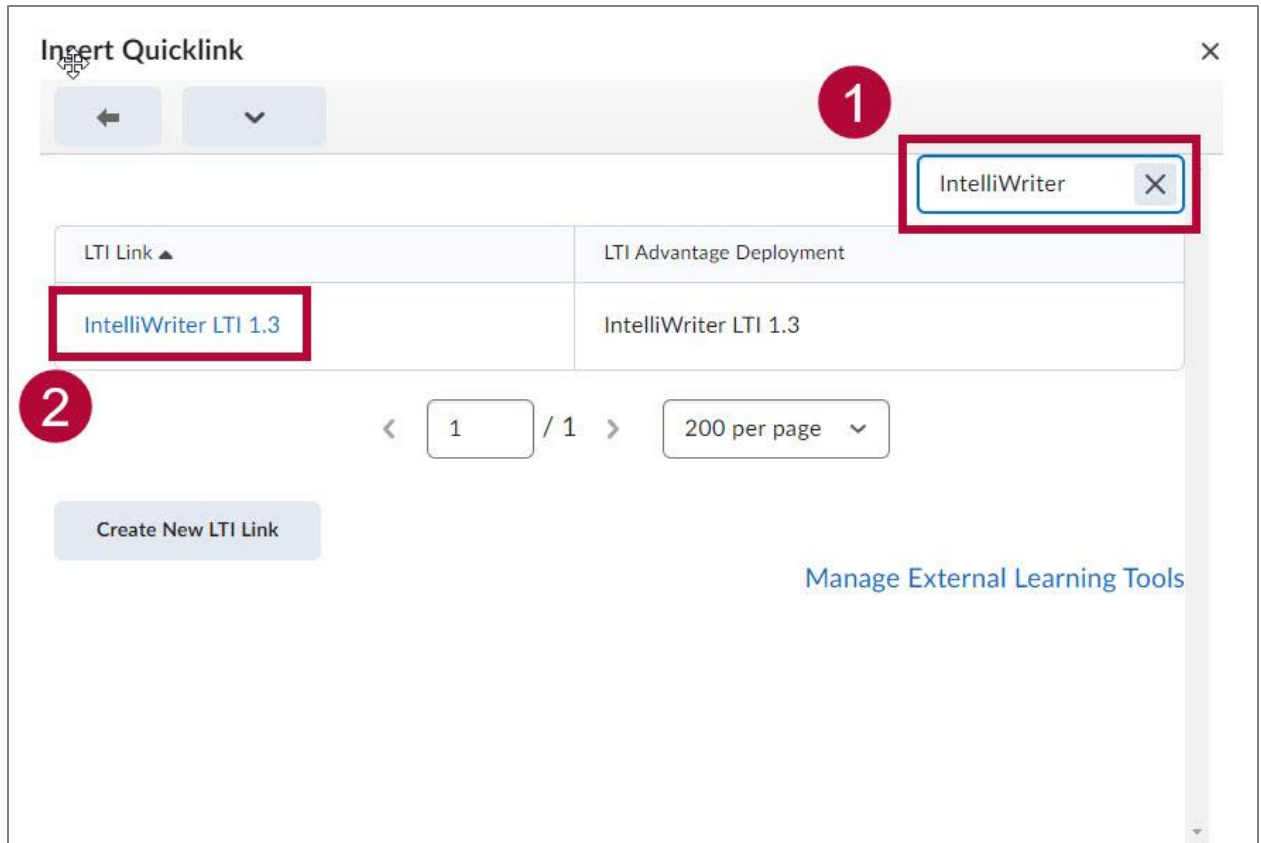 Insert Quicklink
1
IntelliWriter
LTI Link
LTI Advantage Deployment
IntelliWriter LTI 1.3
IntelliWriter LTI 1.3
2
1 / 1
200 per page
Create New LTI Link
Manage External Learning Tools